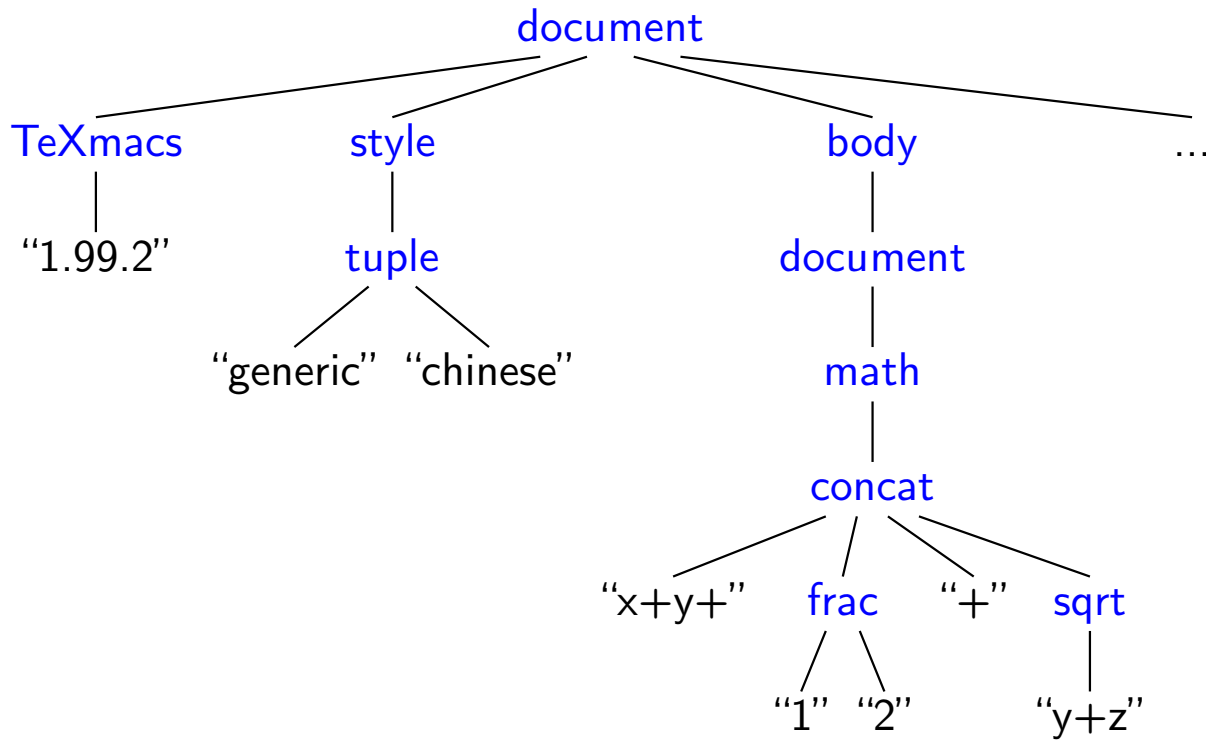 document
TeXmacs style body ...
“1.99.2” tuple document
“generic” “chinese” math
concat
“x+y+” frac “+” sqrt
“1” “2” “y+z”